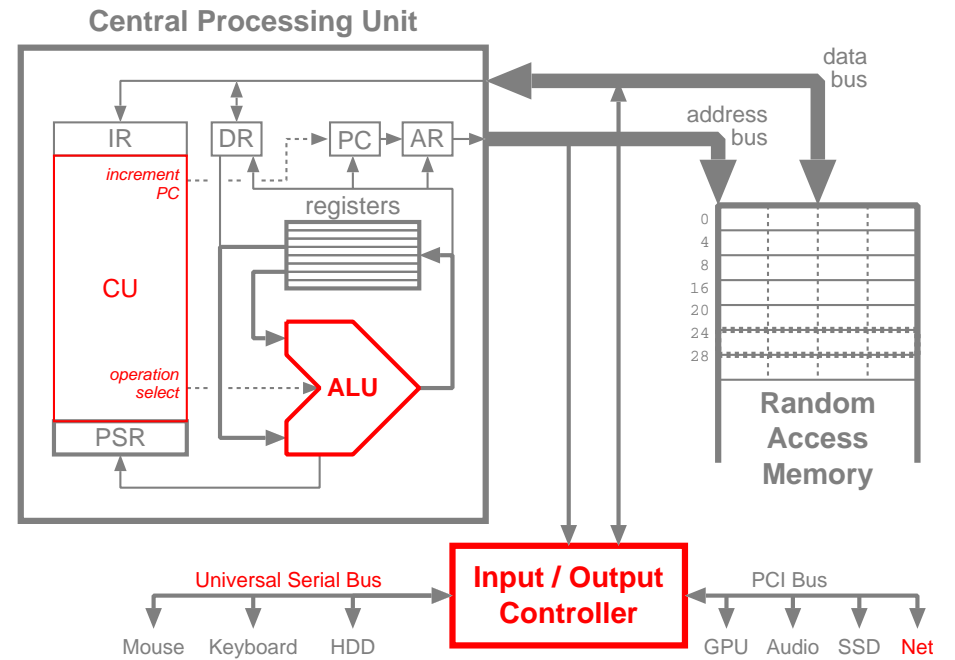 Central Processing Unit
data
bus
address
bus
IR
DR
PC
AR
increment
PC
registers
CU
operation
select
ALU
PSR
0
4
8
16
20
24
28
Random
Access
Memory
Universal Serial Bus
Input / Output
Controller
PCI Bus
Mouse
Keyboard
HDD
GPU
Audio
SSD
Net